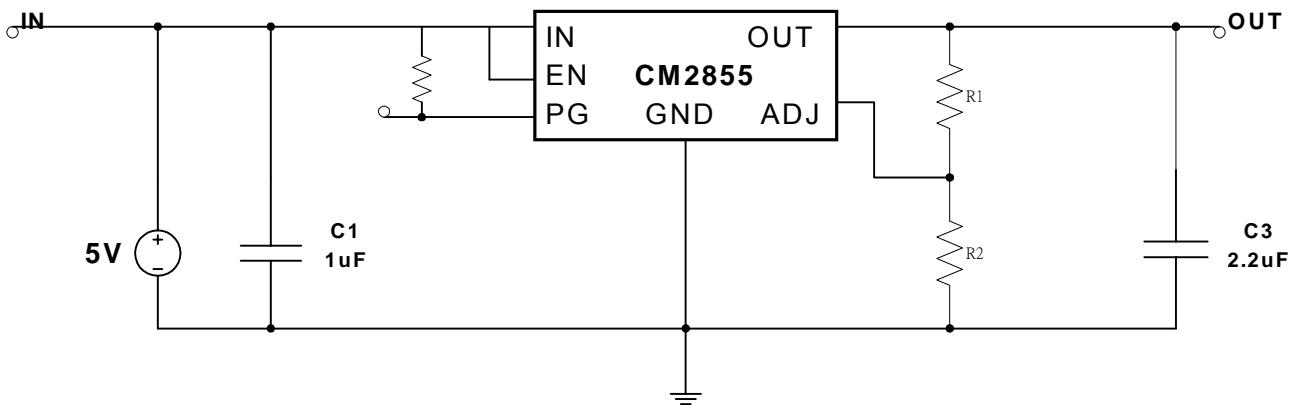 IN
OUT
IN
OUT
EN
CM2855
PG
GND
ADJ
R1
5V
+
−
C1
1uF
R2
C3
2.2uF